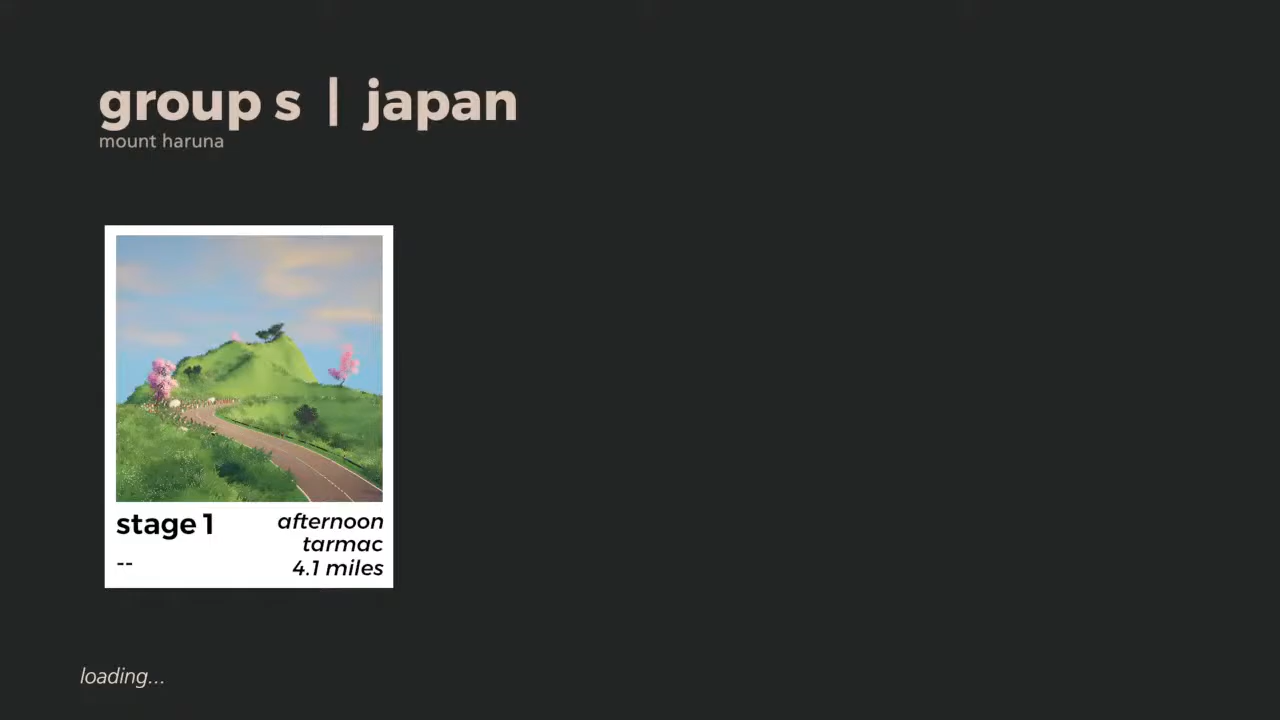 group s | japan
mount haruna
stage 1
--
afternoon
tarmac
4.1 miles
loading...